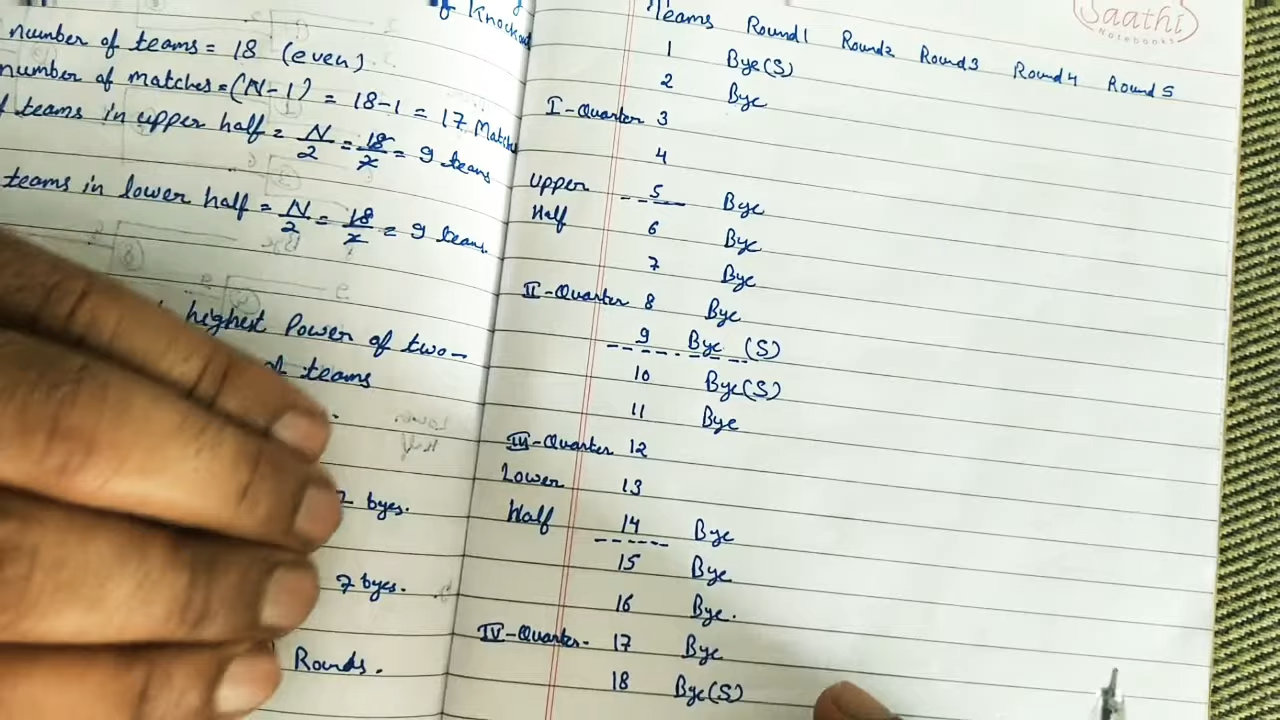 of Knockout
number of teams = 18 (even)
number of matches = (N-1) = 18-1 = 17 Match
f teams in upper half = N/2 = 18/2 = 9 teams
teams in lower half = N/2 = 18/2 = 9 teams.
highest Power of two-
of teams
byes.
7 byes.
Rounds.
Saathi
Notebooks
Teams Round1 Round2 Round3 Round4 Round5
1 Bye(S)
2 Bye
I-Quarter 3
4
upper 5 Bye
Half 6 Bye
7 Bye
II-Quarter 8 Bye
9 Bye (S)
10 Bye(S)
11 Bye
III-Quarter 12
Lower 13
Half 14 Bye
15 Bye
16 Bye.
IV-Quarter- 17 Bye
18 Bye(S)